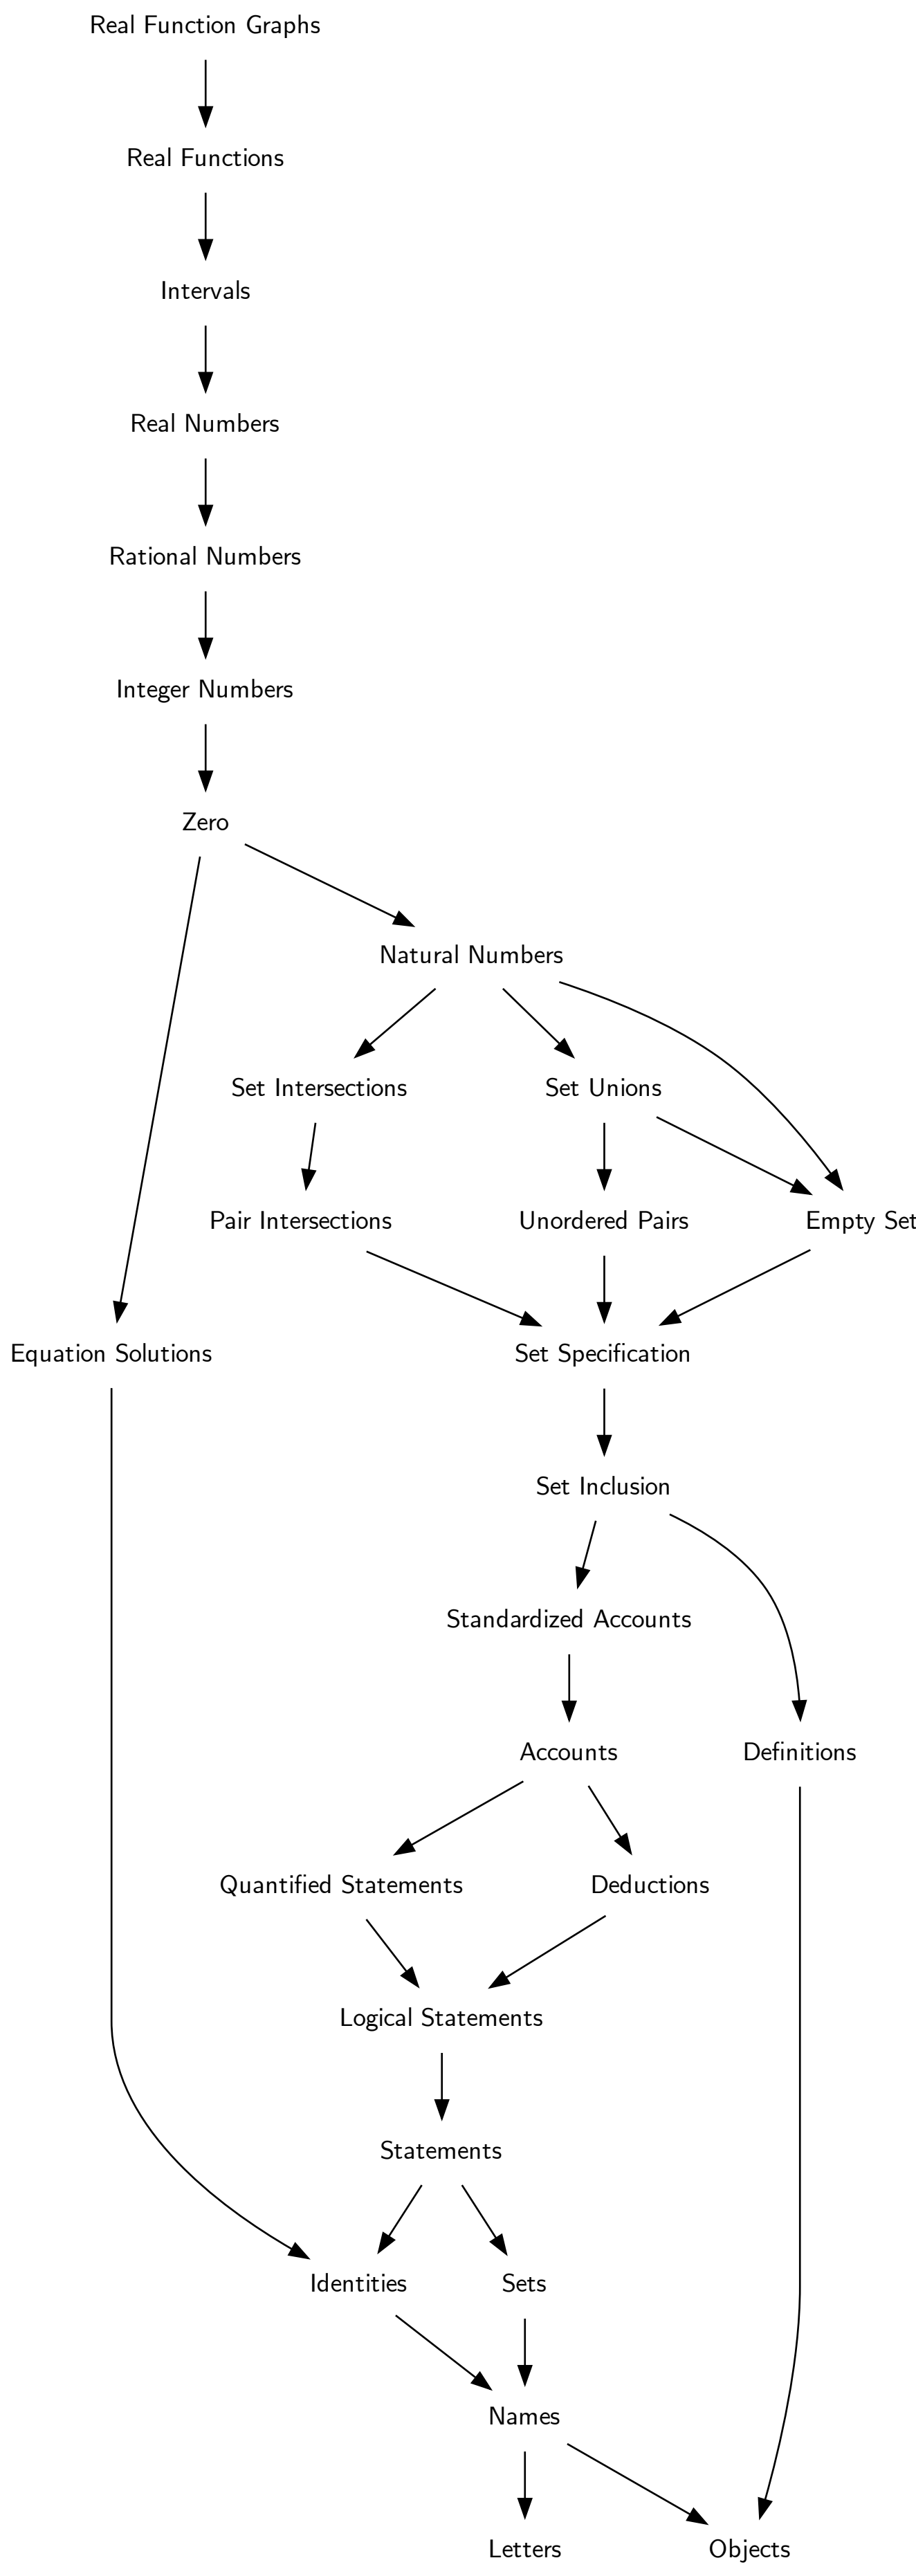 Real Function Graphs
Real Functions
Intervals
Real Numbers
Rational Numbers
Integer Numbers
Zero
Natural Numbers
Set Intersections
Set Unions
Pair Intersections
Unordered Pairs
Empty Set
Equation Solutions
Set Specification
Set Inclusion
Standardized Accounts
Accounts
Definitions
Quantified Statements
Deductions
Logical Statements
Statements
Identities
Sets
Names
Letters
Objects